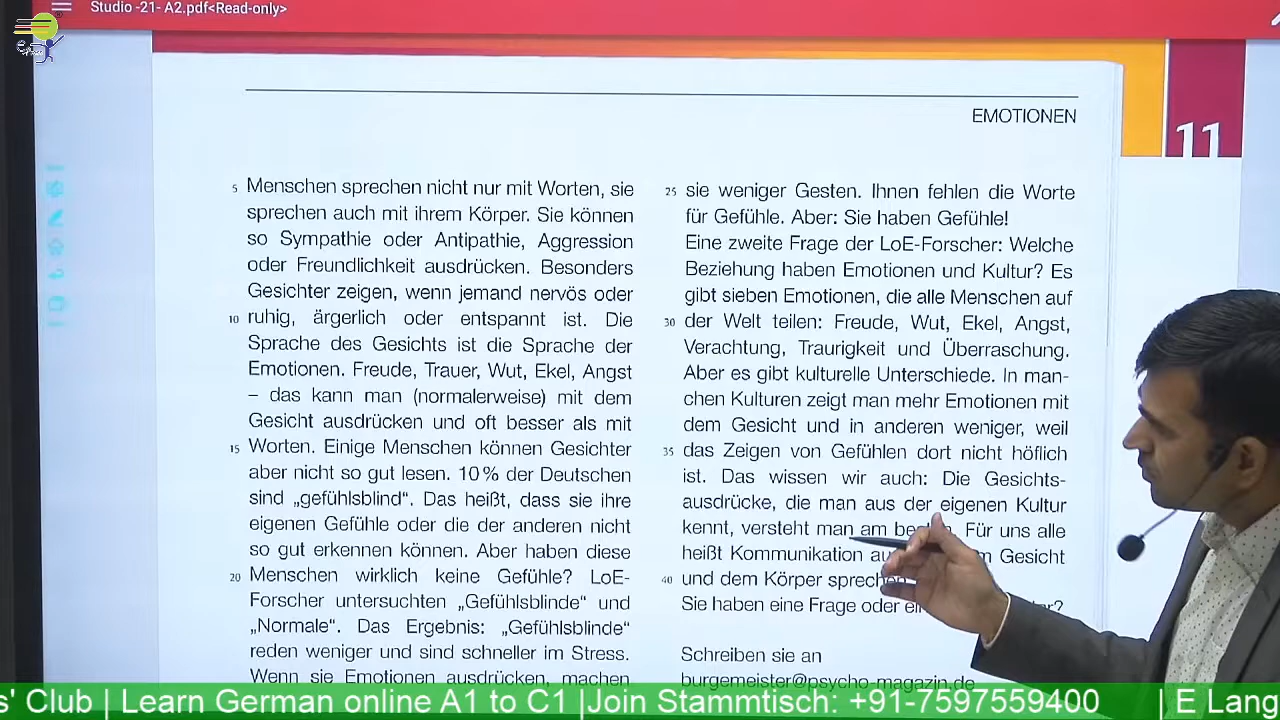 Studio -21- A2.pdf<Read-only>
EMOTIONEN
11
5 Menschen sprechen nicht nur mit Worten, sie
sprechen auch mit ihrem Körper. Sie können
so Sympathie oder Antipathie, Aggression
oder Freundlichkeit ausdrücken. Besonders
Gesichter zeigen, wenn jemand nervös oder
10 ruhig, ärgerlich oder entspannt ist. Die
Sprache des Gesichts ist die Sprache der
Emotionen. Freude, Trauer, Wut, Ekel, Angst
– das kann man (normalerweise) mit dem
Gesicht ausdrücken und oft besser als mit
15 Worten. Einige Menschen können Gesichter
aber nicht so gut lesen. 10 % der Deutschen
sind „gefühlsblind“. Das heißt, dass sie ihre
eigenen Gefühle oder die der anderen nicht
so gut erkennen können. Aber haben diese
20 Menschen wirklich keine Gefühle? LoE-
Forscher untersuchten „Gefühlsblinde“ und
„Normale“. Das Ergebnis: „Gefühlsblinde“
reden weniger und sind schneller im Stress.
Wenn sie Emotionen ausdrücken, machen
25 sie weniger Gesten. Ihnen fehlen die Worte
für Gefühle. Aber: Sie haben Gefühle!
Eine zweite Frage der LoE-Forscher: Welche
Beziehung haben Emotionen und Kultur? Es
gibt sieben Emotionen, die alle Menschen auf
30 der Welt teilen: Freude, Wut, Ekel, Angst,
Verachtung, Traurigkeit und Überraschung.
Aber es gibt kulturelle Unterschiede. In man-
chen Kulturen zeigt man mehr Emotionen mit
dem Gesicht und in anderen weniger, weil
35 das Zeigen von Gefühlen dort nicht höflich
ist. Das wissen wir auch: Die Gesichts-
ausdrücke, die man aus der eigenen Kultur
kennt, versteht man am Für uns alle
heißt Kommunikation Gesicht
40 und dem Körper sprechen
Sie haben eine Frage oder
Schreiben sie an
burgemeister@psycho-magazin.de
s' Club | Learn German online A1 to C1 |Join Stammtisch: +91-7597559400 | E Lang